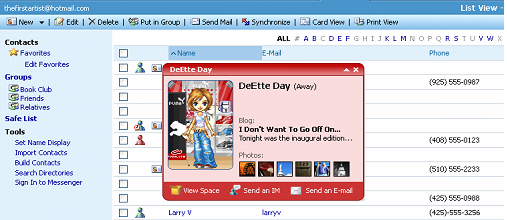 thefirstartist@hotmail.com List View -
New Edit Delete Put in Group Send Mail Synchronize Card View Print View
Contacts
Favorites
Edit Favorites
Groups
Book Club
Friends
Relatives
Safe List
Tools
Set Name Display
Import Contacts
Build Contacts
Search Directories
Sign In to Messenger
ALL # A B C D E F G H I J K L M N O P Q R S T U V W X
Name E-Mail Phone
DeEtte Day
DeEtte Day (Away)
Blog:
I Don't Want To Go Off On...
Tonight was the inaugural edition...
Photos:
View Space Send an IM Send an E-mail
(925) 555-0987
(408) 555-0123
(510) 555-2233
(425) 555-0988
Larry V larryv (425)-555-3256